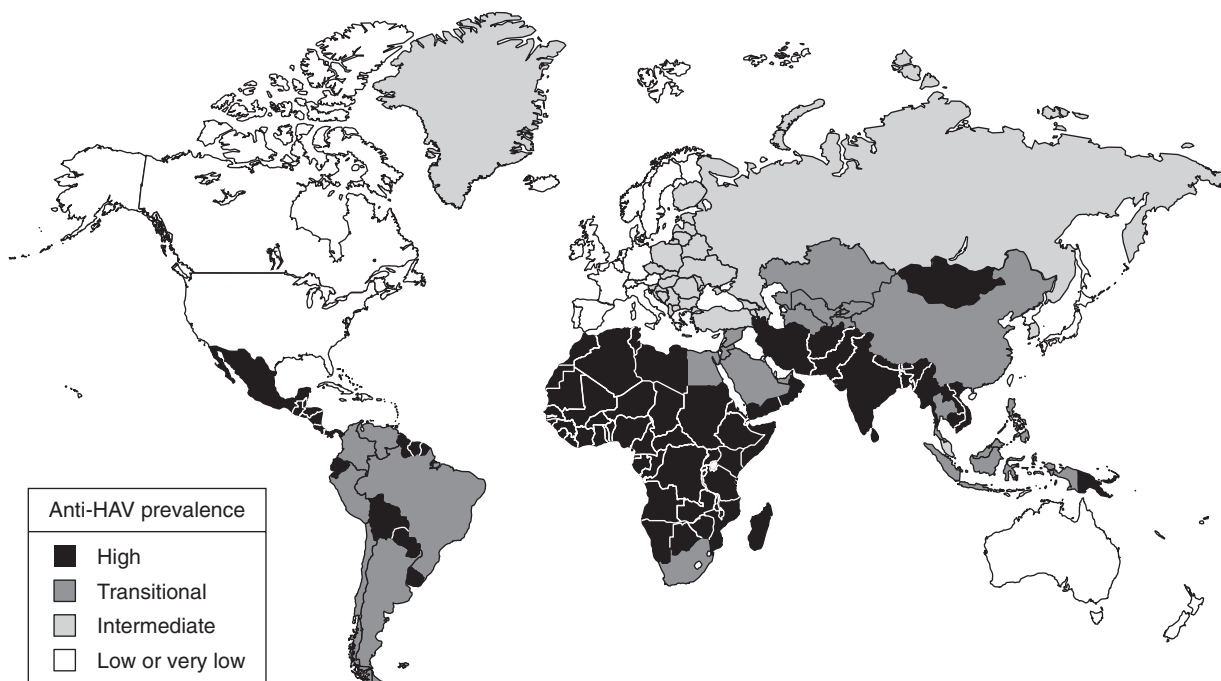 Anti-HAV prevalence
High
Transitional
Intermediate
Low or very low